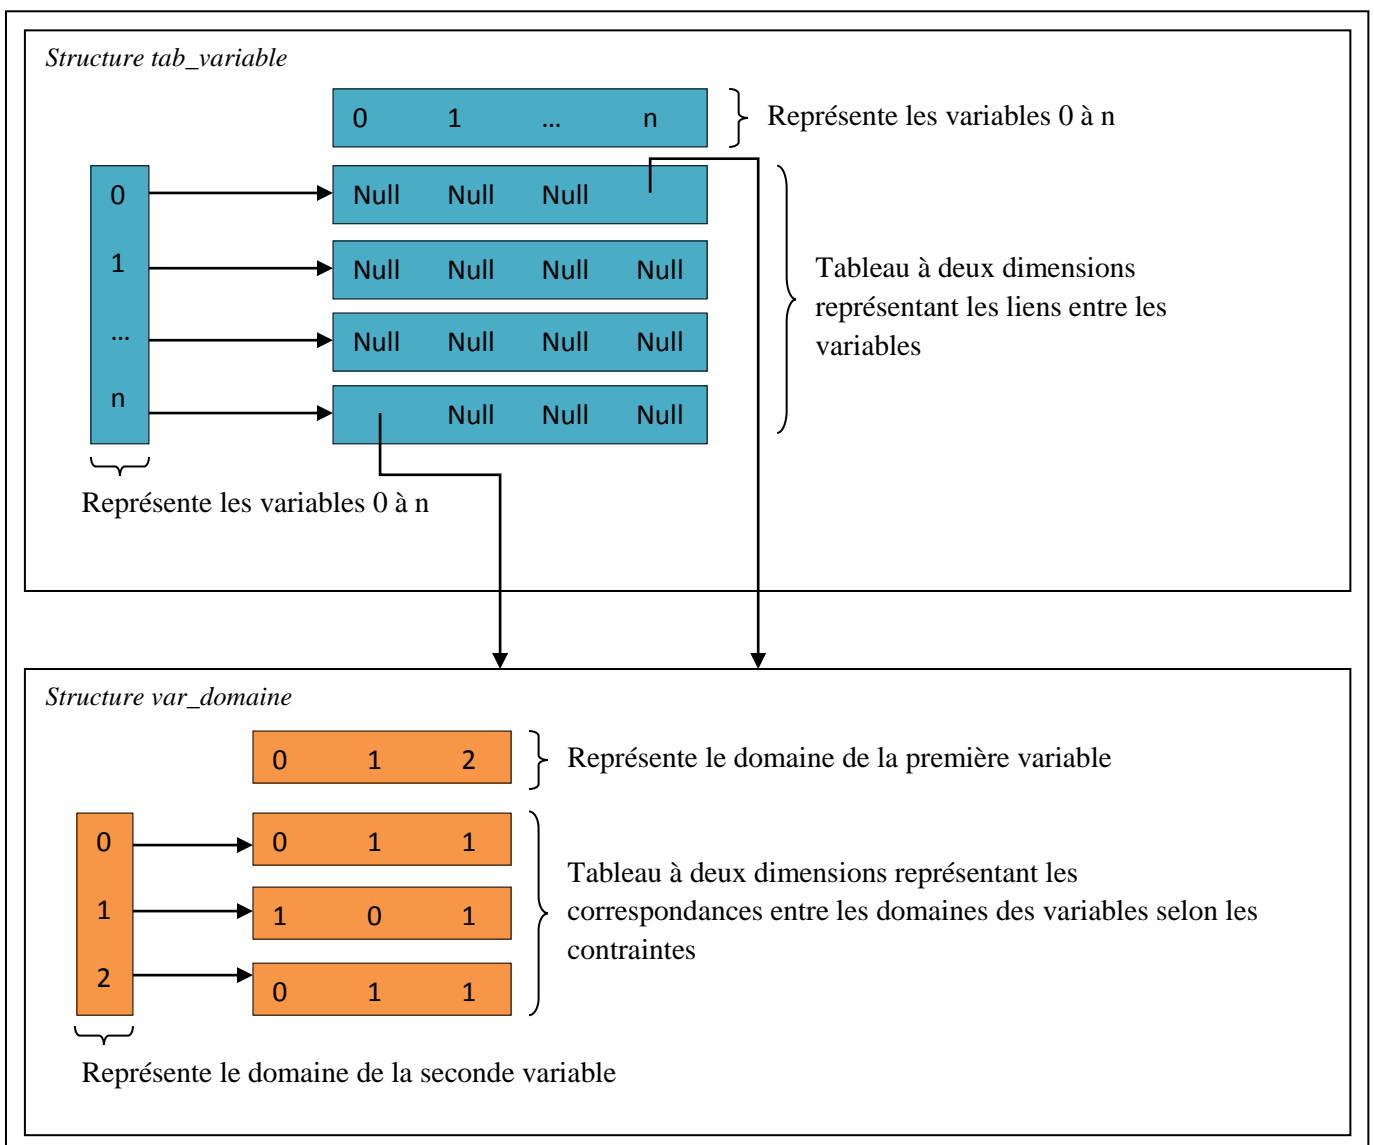 Structure tab_variable
0 1 ... n
Représente les variables 0 à n
0 Null Null Null
1 Null Null Null Null
... Null Null Null Null
n Null Null Null
Tableau à deux dimensions
représentant les liens entre les
variables
Représente les variables 0 à n
Structure var_domaine
0 1 2
Représente le domaine de la première variable
0 0 1 1
1 1 0 1
2 0 1 1
Tableau à deux dimensions représentant les
correspondances entre les domaines des variables selon les
contraintes
Représente le domaine de la seconde variable